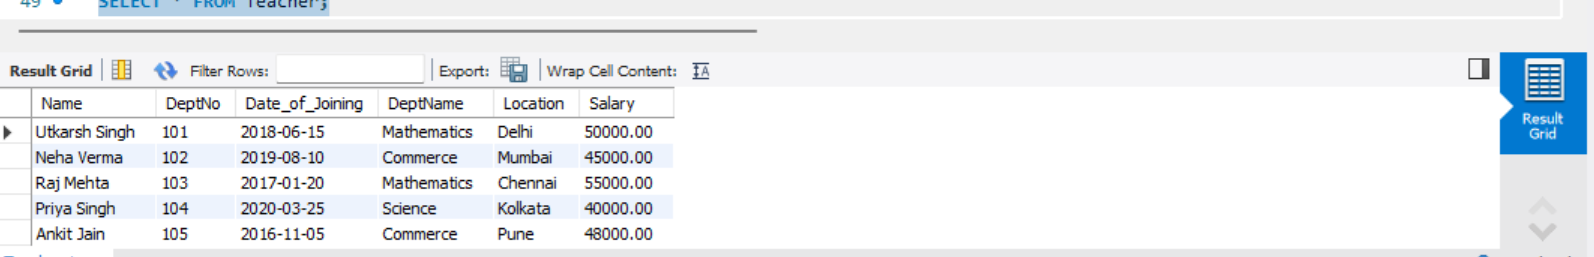 49 SELECT * FROM Teacher;
Result Grid Filter Rows: Export: Wrap Cell Content:
Name DeptNo Date_of_Joining DeptName Location Salary
Utkarsh Singh 101 2018-06-15 Mathematics Delhi 50000.00
Neha Verma 102 2019-08-10 Commerce Mumbai 45000.00
Raj Mehta 103 2017-01-20 Mathematics Chennai 55000.00
Priya Singh 104 2020-03-25 Science Kolkata 40000.00
Ankit Jain 105 2016-11-05 Commerce Pune 48000.00
Result
Grid